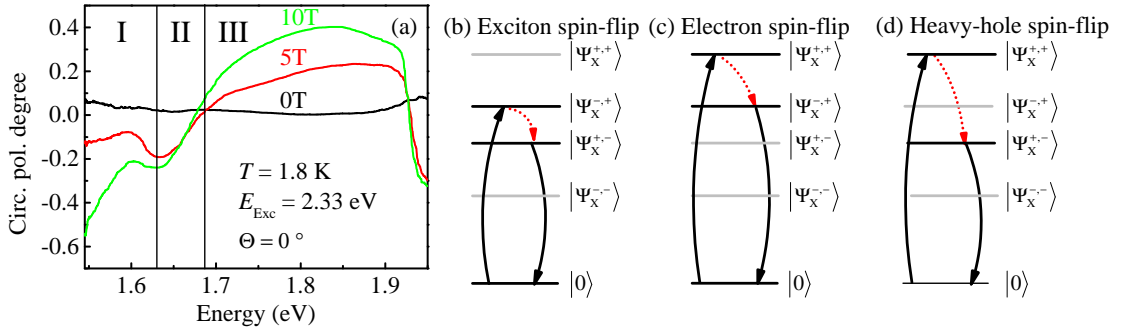 I II III 10T (a)
5T
0T
T = 1.8 K
E_Exc = 2.33 eV
Θ = 0 °
0.4
0.2
0.0
-0.2
-0.4
-0.6
Circ. pol. degree
1.6 1.7 1.8 1.9
Energy (eV)
(b) Exciton spin-flip
|Ψ_X^{+,+}⟩
|Ψ_X^{-,+}⟩
|Ψ_X^{+,-}⟩
|Ψ_X^{-,-}⟩
|0⟩
(c) Electron spin-flip
|Ψ_X^{+,+}⟩
|Ψ_X^{-,+}⟩
|Ψ_X^{+,-}⟩
|Ψ_X^{-,-}⟩
|0⟩
(d) Heavy-hole spin-flip
|Ψ_X^{+,+}⟩
|Ψ_X^{-,+}⟩
|Ψ_X^{+,-}⟩
|Ψ_X^{-,-}⟩
|0⟩